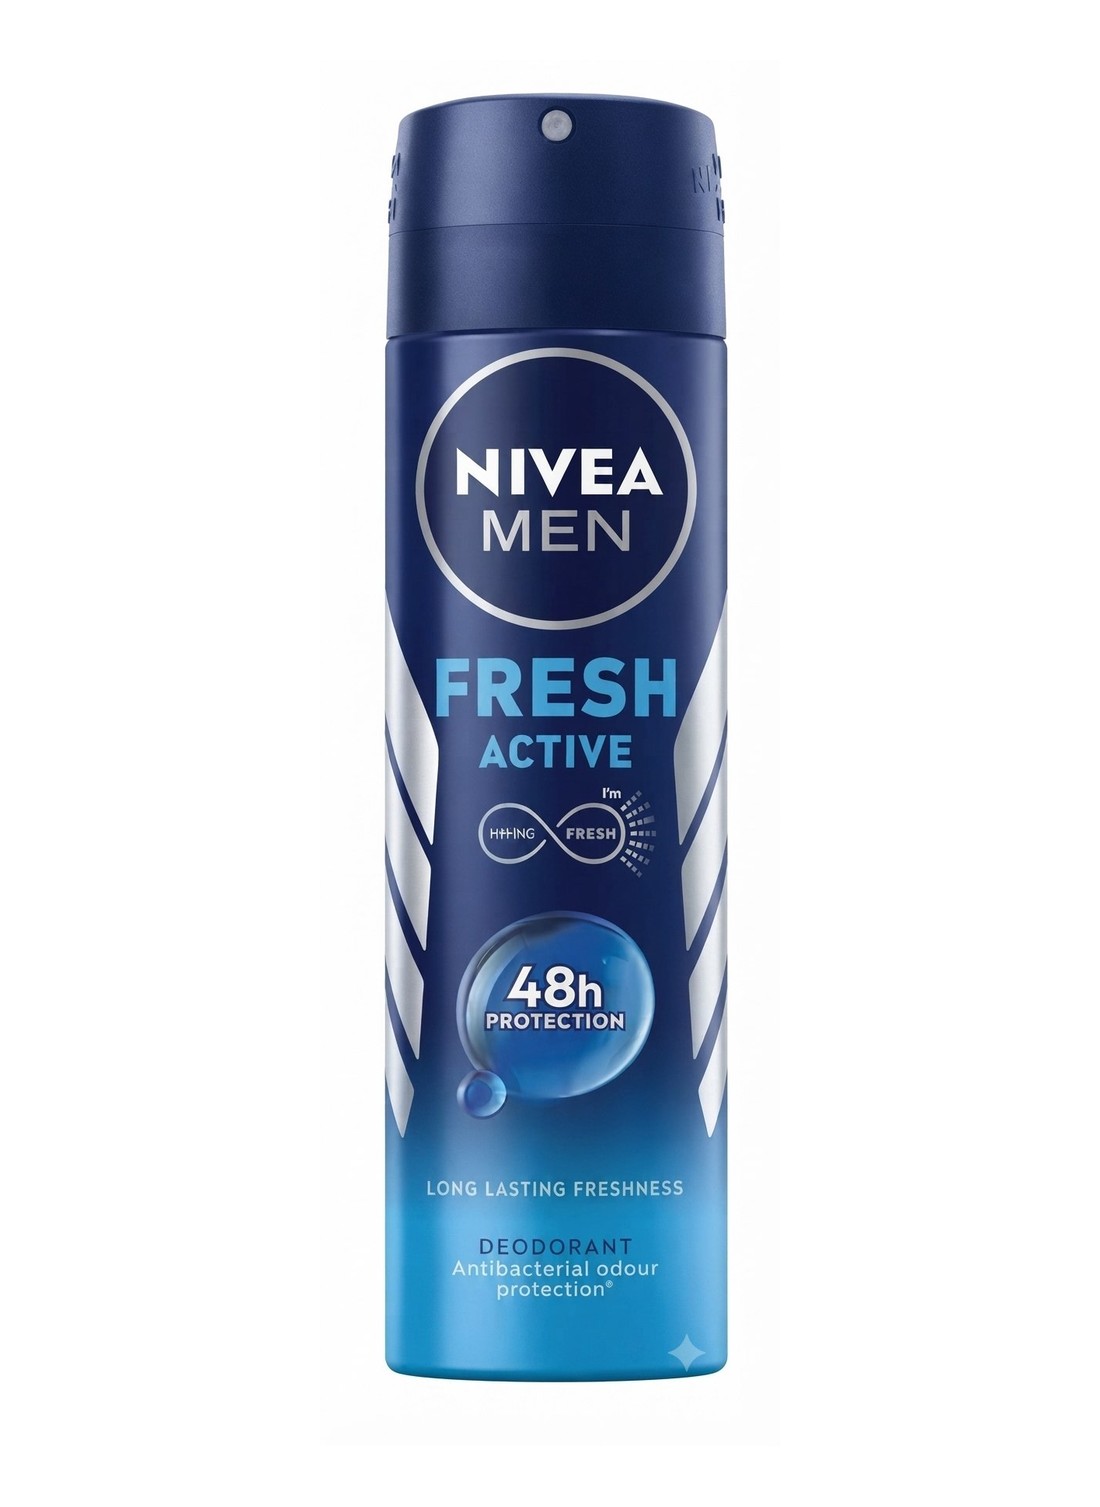 NIVEA
MEN
FRESH
ACTIVE
I'm
FRESH
48h
PROTECTION
LONG LASTING FRESHNESS
DEODORANT
Antibacterial odour
protection®